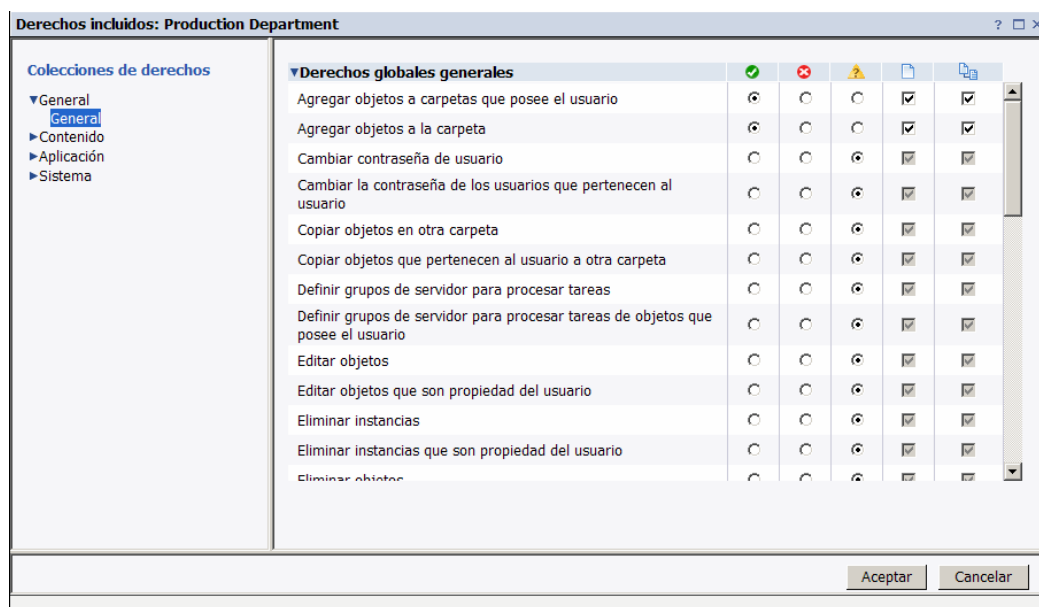 Derechos incluidos: Production Department
?
Colecciones de derechos
General
General
Contenido
Aplicación
Sistema
Derechos globales generales
Agregar objetos a carpetas que posee el usuario
Agregar objetos a la carpeta
Cambiar contraseña de usuario
Cambiar la contraseña de los usuarios que pertenecen al
usuario
Copiar objetos en otra carpeta
Copiar objetos que pertenecen al usuario a otra carpeta
Definir grupos de servidor para procesar tareas
Definir grupos de servidor para procesar tareas de objetos que
posee el usuario
Editar objetos
Editar objetos que son propiedad del usuario
Eliminar instancias
Eliminar instancias que son propiedad del usuario
Eliminar objetos
Aceptar Cancelar